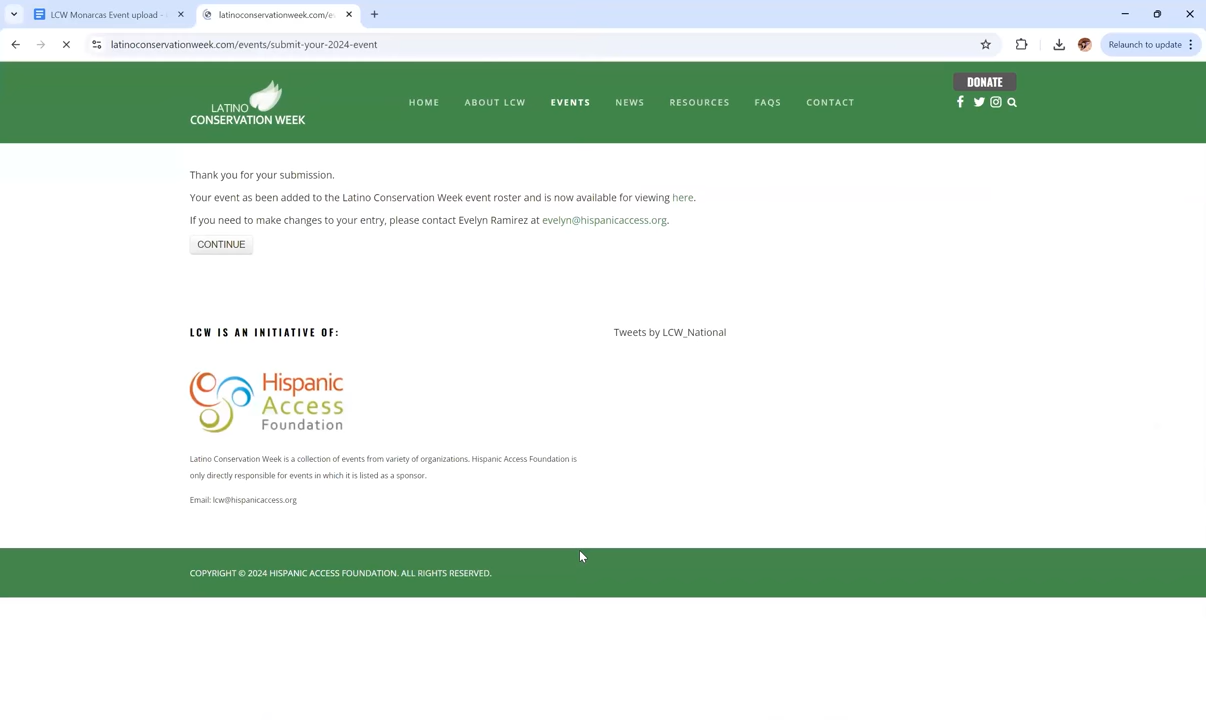 LCW Monarcas Event upload -
latinoconservationweek.com/e
latinoconservationweek.com/events/submit-your-2024-event
Relaunch to update
LATINO
CONSERVATION WEEK
HOME
ABOUT LCW
EVENTS
NEWS
RESOURCES
FAQS
CONTACT
DONATE
Thank you for your submission.
Your event as been added to the Latino Conservation Week event roster and is now available for viewing here.
If you need to make changes to your entry, please contact Evelyn Ramirez at evelyn@hispanicaccess.org.
CONTINUE
LCW IS AN INITIATIVE OF:
Tweets by LCW_National
Hispanic
Access
Foundation
Latino Conservation Week is a collection of events from variety of organizations. Hispanic Access Foundation is
only directly responsible for events in which it is listed as a sponsor.
Email: lcw@hispanicaccess.org
COPYRIGHT © 2024 HISPANIC ACCESS FOUNDATION. ALL RIGHTS RESERVED.